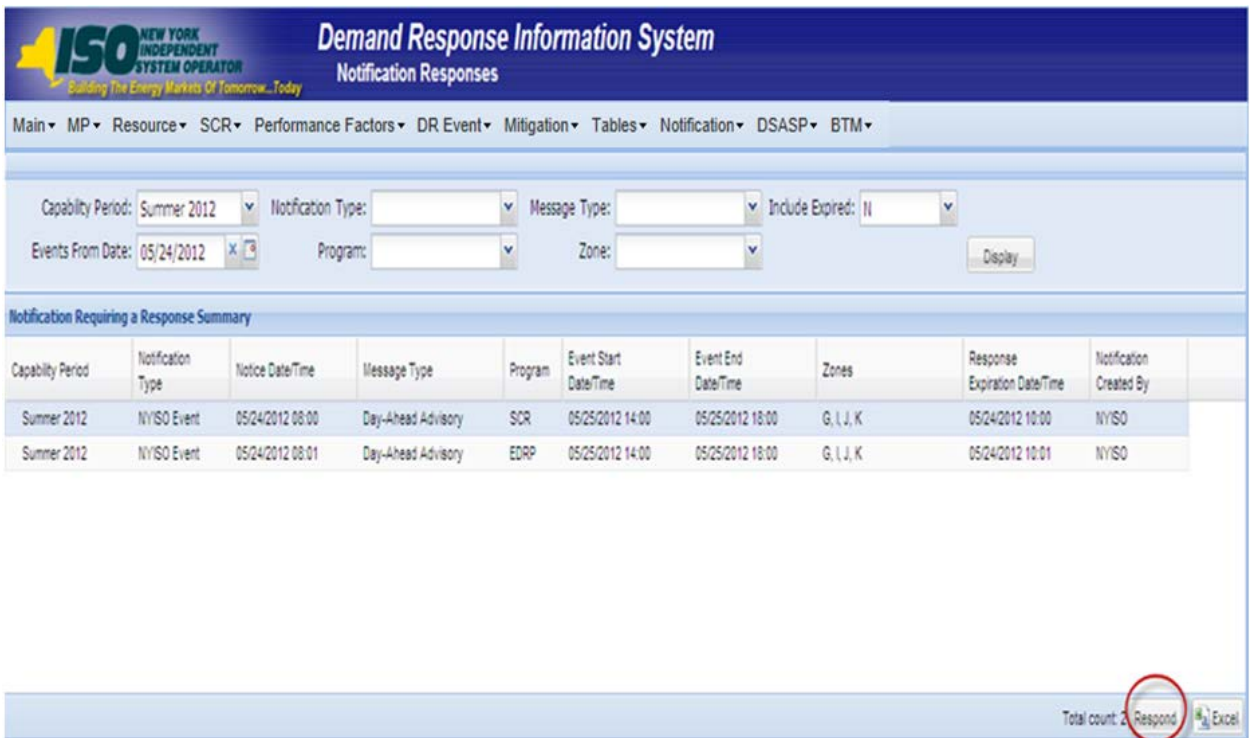 ISO NEW YORK
INDEPENDENT
SYSTEM OPERATOR
Building The Energy Markets Of Tomorrow...Today
Demand Response Information System
Notification Responses
Main MP Resource SCR Performance Factors DR Event Mitigation Tables Notification DSASP BTM
Capability Period: Summer 2012 Notification Type: Message Type: Include Expired: N
Events From Date: 05/24/2012 Program: Zone: Display
Notification Requiring a Response Summary
Capability Period Notification Type Notice Date/Time Message Type Program Event Start Date/Time Event End Date/Time Zones Response Expiration Date/Time Notification Created By
Summer 2012 NYISO Event 05/24/2012 08:00 Day-Ahead Advisory SCR 05/25/2012 14:00 05/25/2012 18:00 G, I, J, K 05/24/2012 10:00 NYISO
Summer 2012 NYISO Event 05/24/2012 08:01 Day-Ahead Advisory EDRP 05/25/2012 14:00 05/25/2012 18:00 G, I, J, K 05/24/2012 10:01 NYISO
Total count: 2 Respond Excel